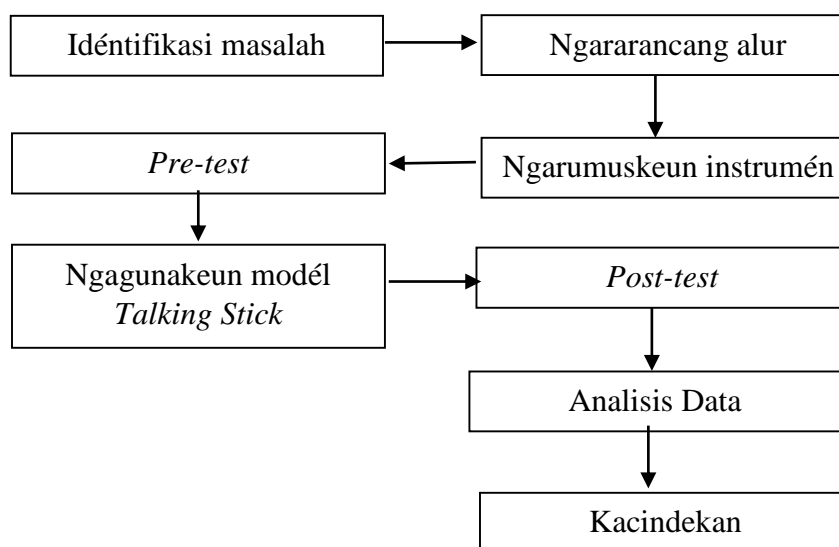 Idéntifikasi masalah
Ngararancang alur
Ngarumuskeun instrumén
Pre-test
Ngagunakeun modél
Talking Stick
Post-test
Analisis Data
Kacindekan